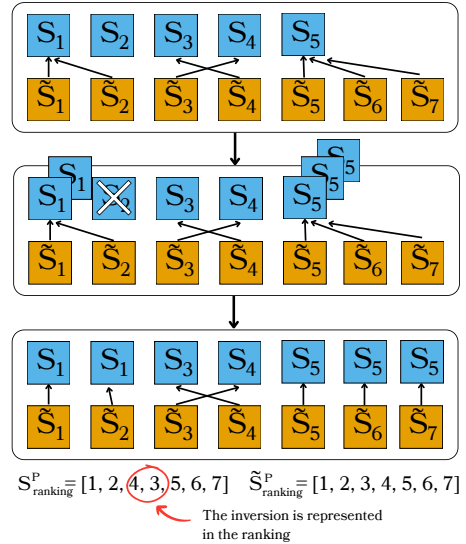 S₁ S₂ S₃ S₄ S₅
S̃₁ S̃₂ S̃₃ S̃₄ S̃₅ S̃₆ S̃₇
S₅
S₁ S₅
S₁ S₂ S₃ S₄ S₅
S̃₁ S̃₂ S̃₃ S̃₄ S̃₅ S̃₆ S̃₇
S₁ S₁ S₃ S₄ S₅ S₅ S₅
S̃₁ S̃₂ S̃₃ S̃₄ S̃₅ S̃₆ S̃₇
S^P_ranking = [1, 2, 4, 3, 5, 6, 7] S̃^P_ranking = [1, 2, 3, 4, 5, 6, 7]
The inversion is represented
in the ranking